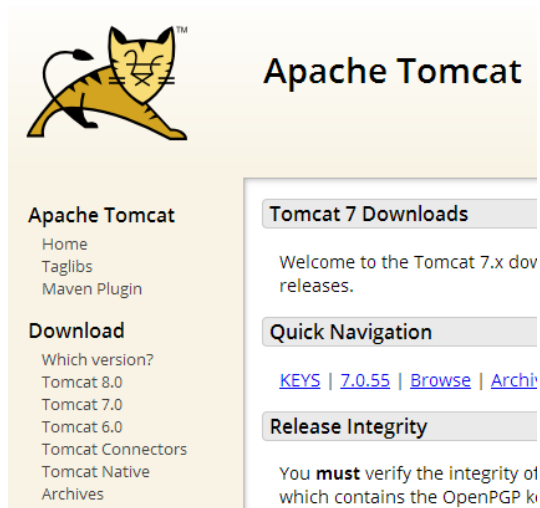 TM
Apache Tomcat
Apache Tomcat
Home
Taglibs
Maven Plugin
Download
Which version?
Tomcat 8.0
Tomcat 7.0
Tomcat 6.0
Tomcat Connectors
Tomcat Native
Archives
Tomcat 7 Downloads
Welcome to the Tomcat 7.x
releases.
Quick Navigation
KEYS | 7.0.55 | Browse |
Release Integrity
You must verify the integrity of
which contains the OpenPGP